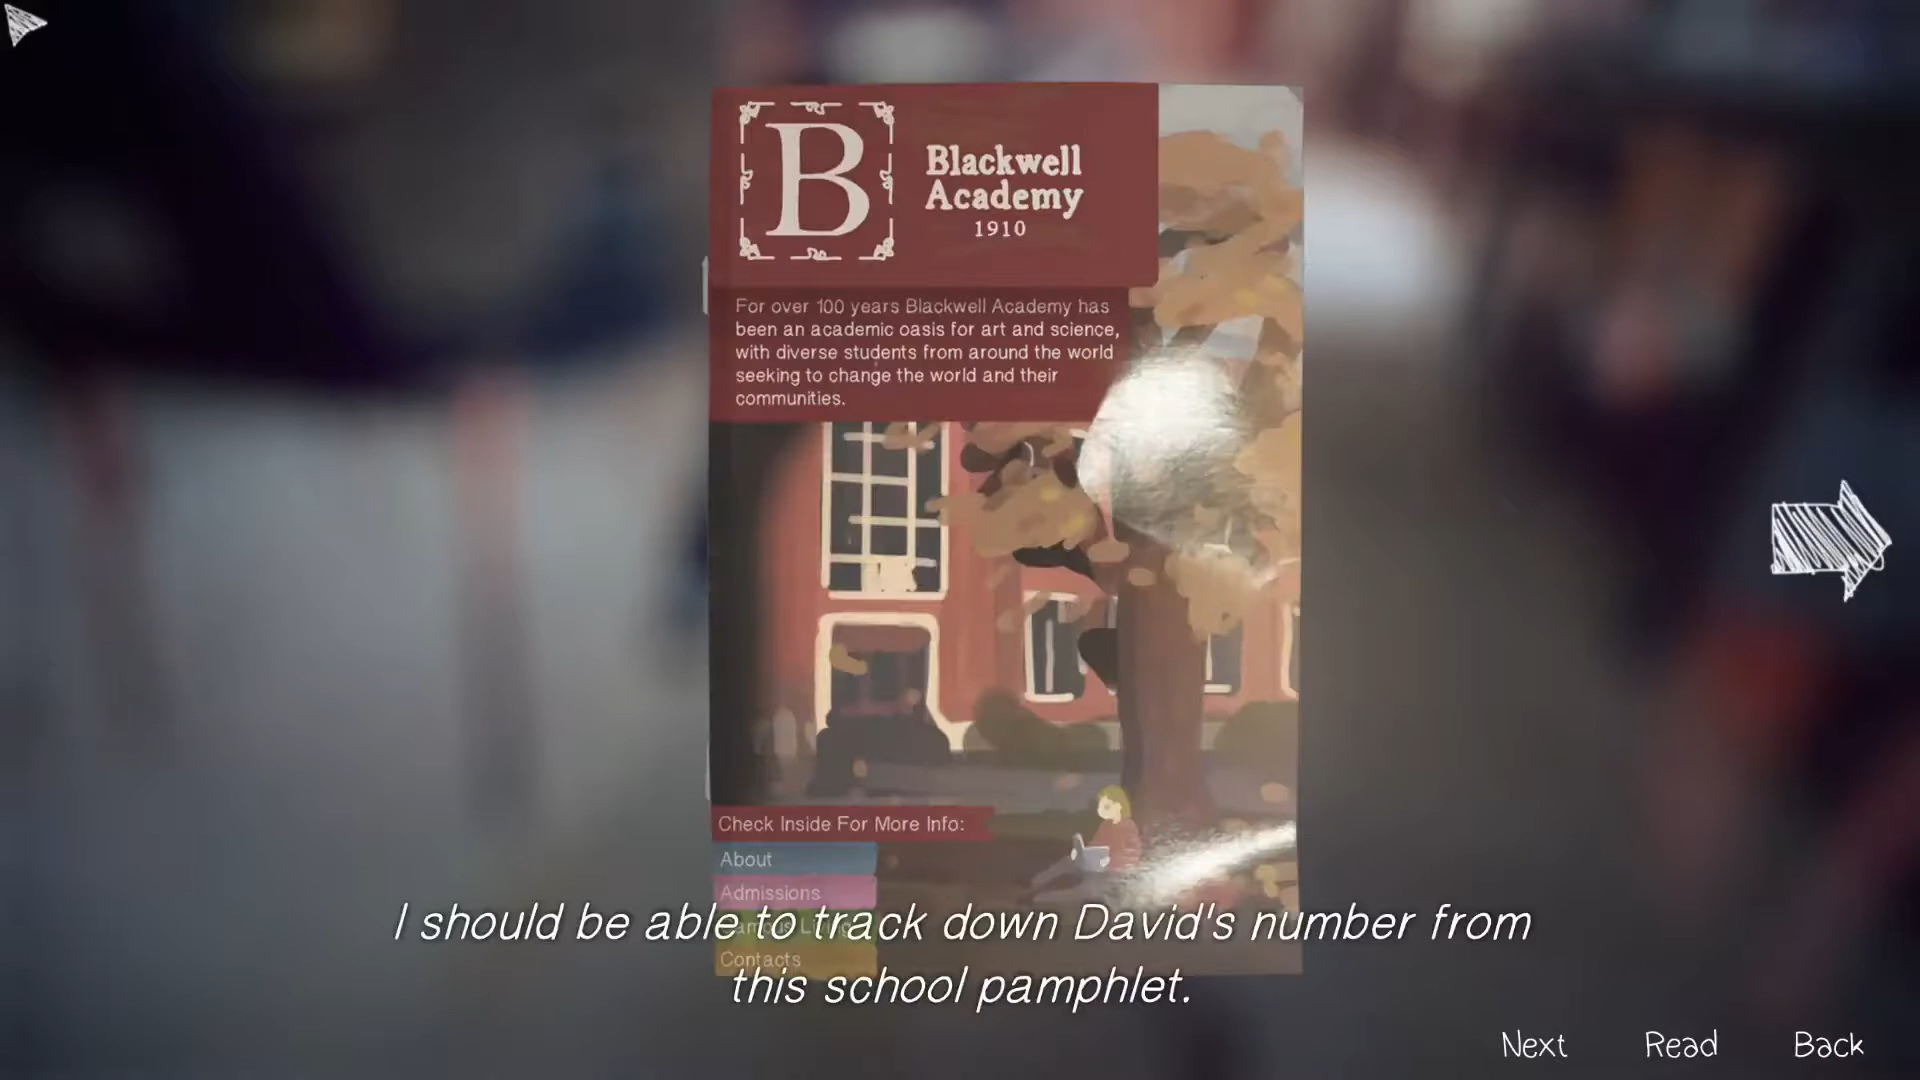 B
Blackwell
Academy
1910
For over 100 years Blackwell Academy has
been an academic oasis for art and science,
with diverse students from around the world
seeking to change the world and their
communities.
Check Inside For More Info:
About
Admissions
Contacts
I should be able to track down David's number from
this school pamphlet.
Next Read Back